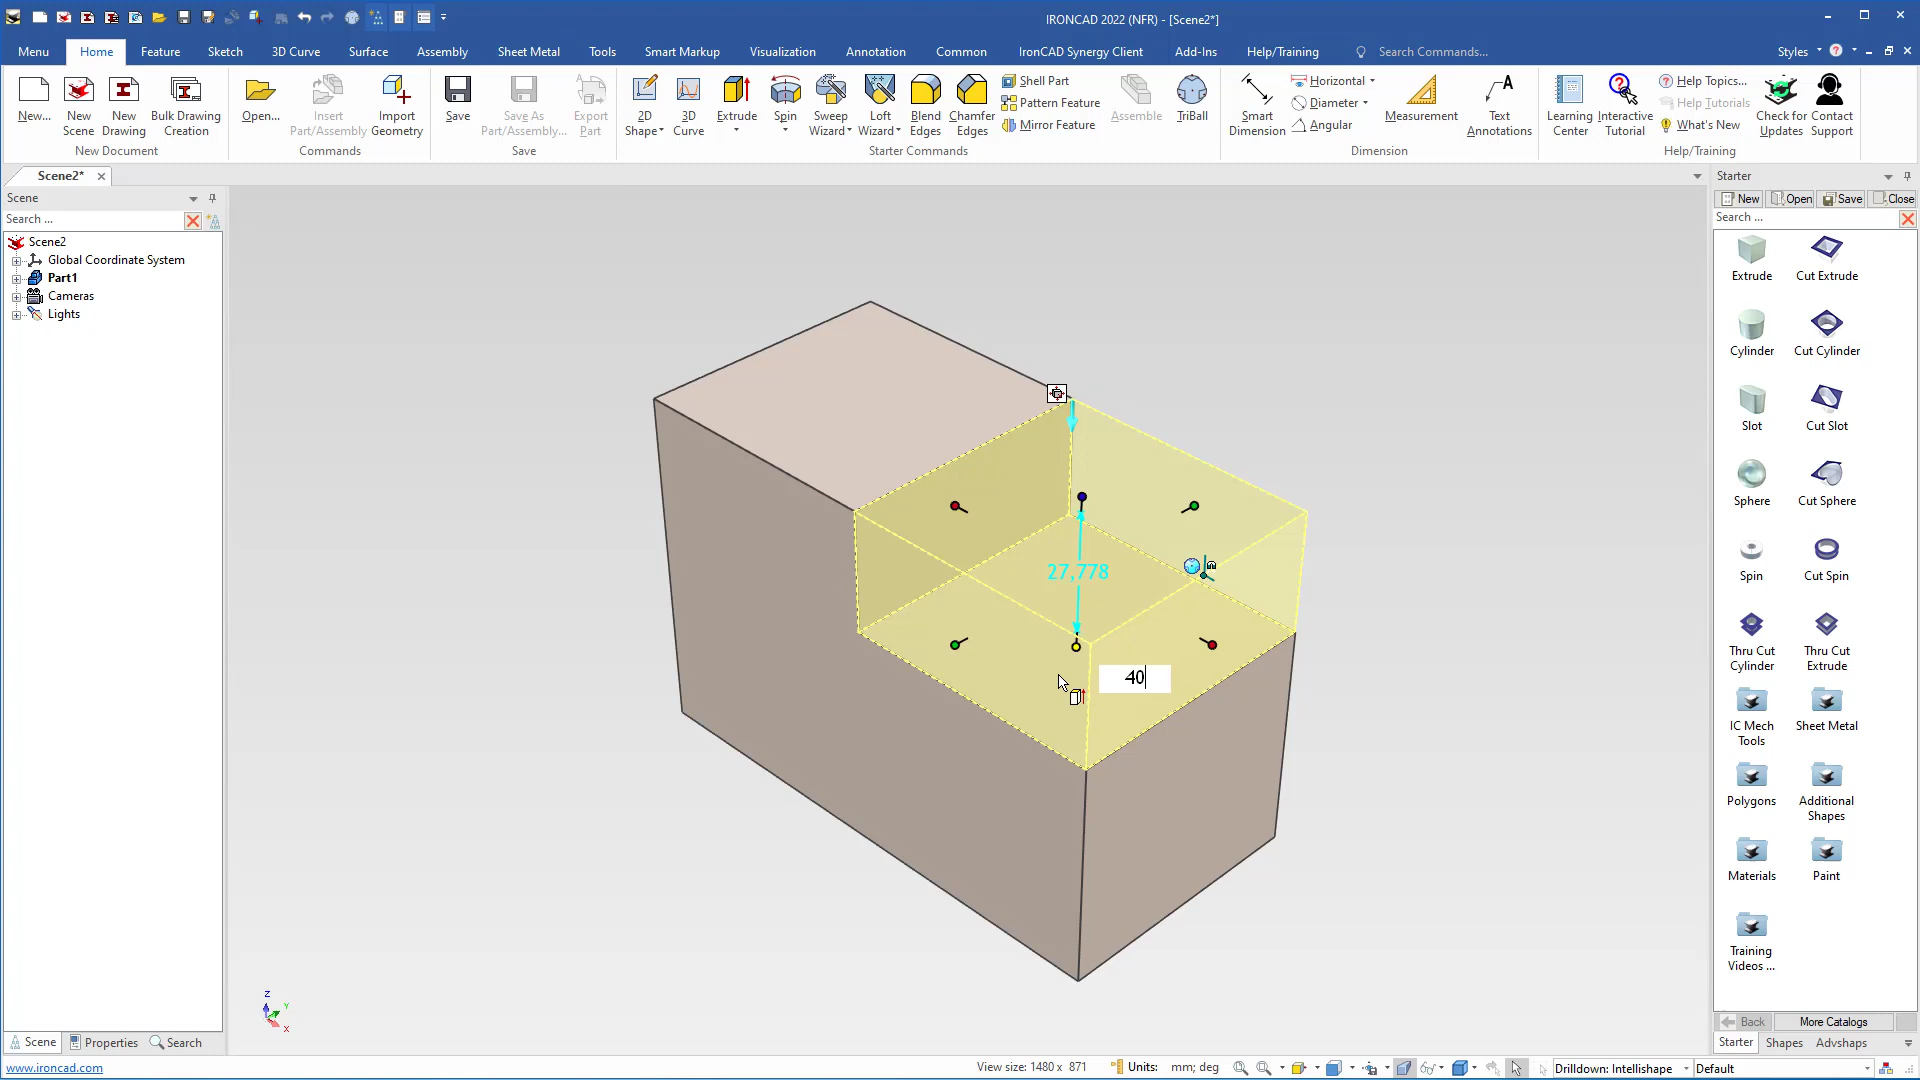 IRONCAD 2022 (NFR) - [Scene2*]
Menu Home Feature Sketch 3D Curve Surface Assembly Sheet Metal Tools Smart Markup Visualization Annotation Common IronCAD Synergy Client Add-Ins Help/Training Search Commands... Styles
New... New Scene New Drawing Bulk Drawing Creation
New Document
Open... Insert Part/Assembly Import Geometry
Commands
Save Save As Part/Assembly... Export Part
Save
2D Shape 3D Curve Extrude Spin Sweep Wizard Loft Wizard Blend Edges Chamfer Edges
Shell Part
Pattern Feature
Mirror Feature
Assemble TriBall
Starter Commands
Smart Dimension
Horizontal
Diameter
Angular
Measurement
Text Annotations
Dimension
Learning Center Interactive Tutorial
Help Topics...
Help Tutorials
What's New
Check for Updates Contact Support
Help/Training
Scene2*
Scene
Search ...
Scene2
Global Coordinate System
Part1
Cameras
Lights
27,778
40
Z
Y
X
Starter
New Open Save Close
Search ...
Extrude Cut Extrude
Cylinder Cut Cylinder
Slot Cut Slot
Sphere Cut Sphere
Spin Cut Spin
Thru Cut Cylinder Thru Cut Extrude
IC Mech Tools Sheet Metal
Polygons Additional Shapes
Materials Paint
Training Videos ...
Back More Catalogs
Starter Shapes Advshaps
Scene Properties Search
www.ironcad.com
View size: 1480 x 871
Units: mm; deg
Drilldown: Intellishape
Default